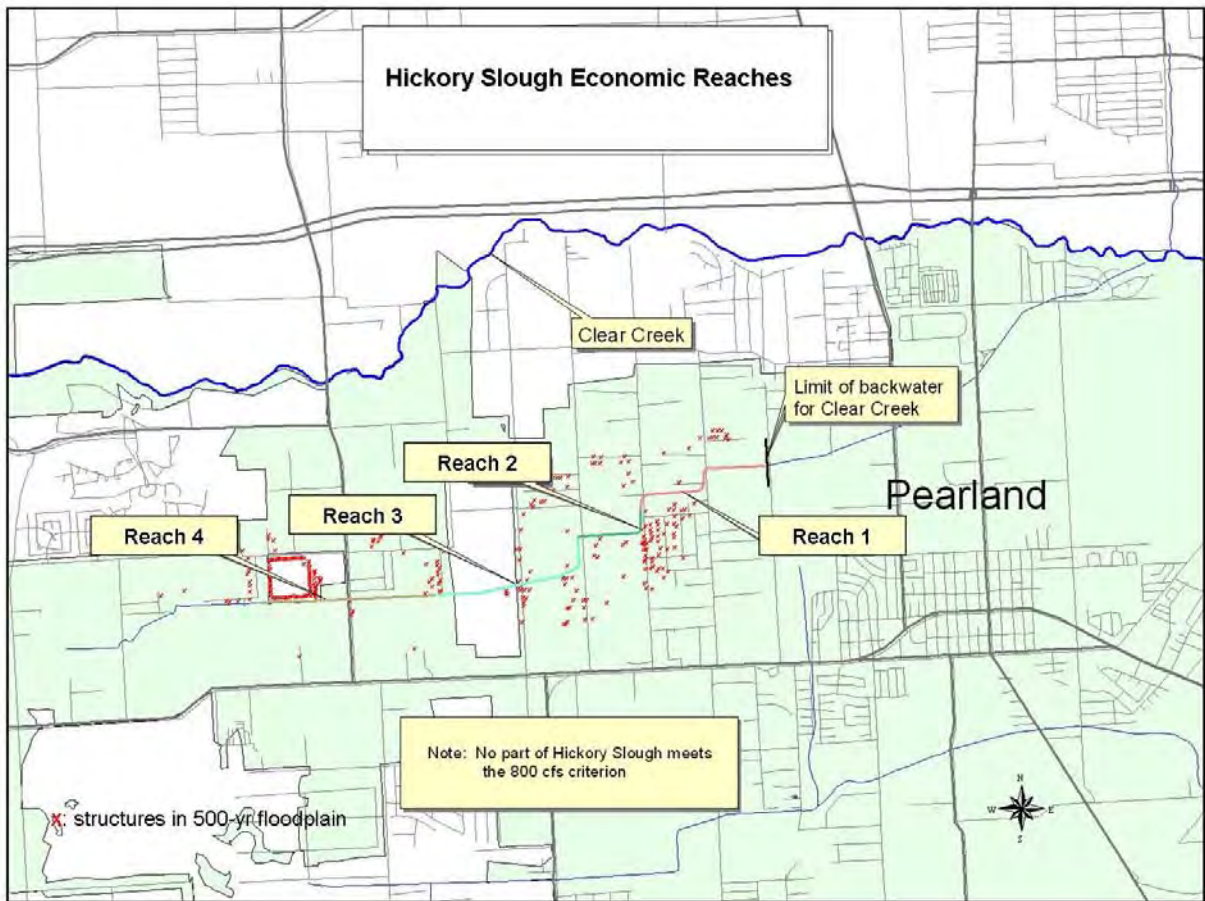 Hickory Slough Economic Reaches
Clear Creek
Limit of backwater
for Clear Creek
Reach 2
Pearland
Reach 3
Reach 1
Reach 4
Note: No part of Hickory Slough meets
the 800 cfs criterion
x: structures in 500-yr floodplain
N
W E
S